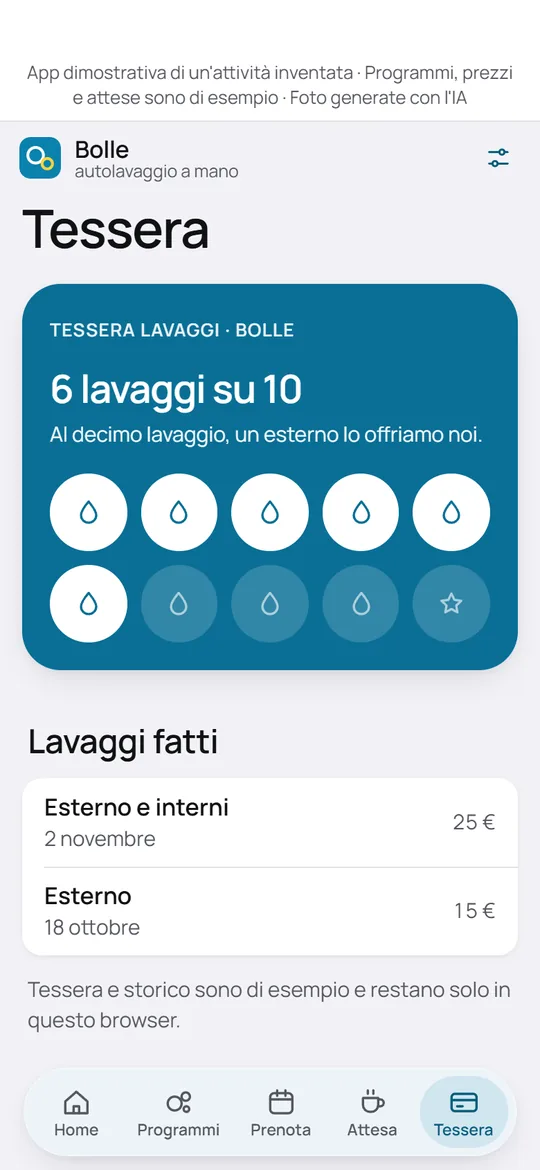 App dimostrativa di un'attività inventata · Programmi, prezzi
e attese sono di esempio · Foto generate con l'IA
Bolle
autolavaggio a mano
Tessera
TESSERA LAVAGGI · BOLLE
6 lavaggi su 10
Al decimo lavaggio, un esterno lo offriamo noi.
Lavaggi fatti
Esterno e interni
2 novembre
25 €
Esterno
18 ottobre
15 €
Tessera e storico sono di esempio e restano solo in
questo browser.
Home
Programmi
Prenota
Attesa
Tessera